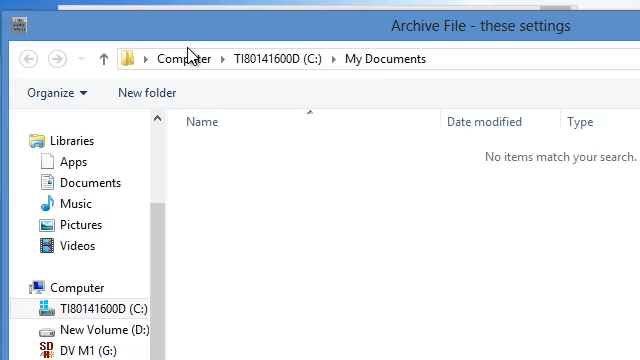 Archive File - these settings
Computer TI80141600D (C:) My Documents
Organize New folder
Name Date modified Type
No items match your search.
Libraries
Apps
Documents
Music
Pictures
Videos
Computer
TI80141600D (C:)
New Volume (D:)
SD DV M1 (G:)